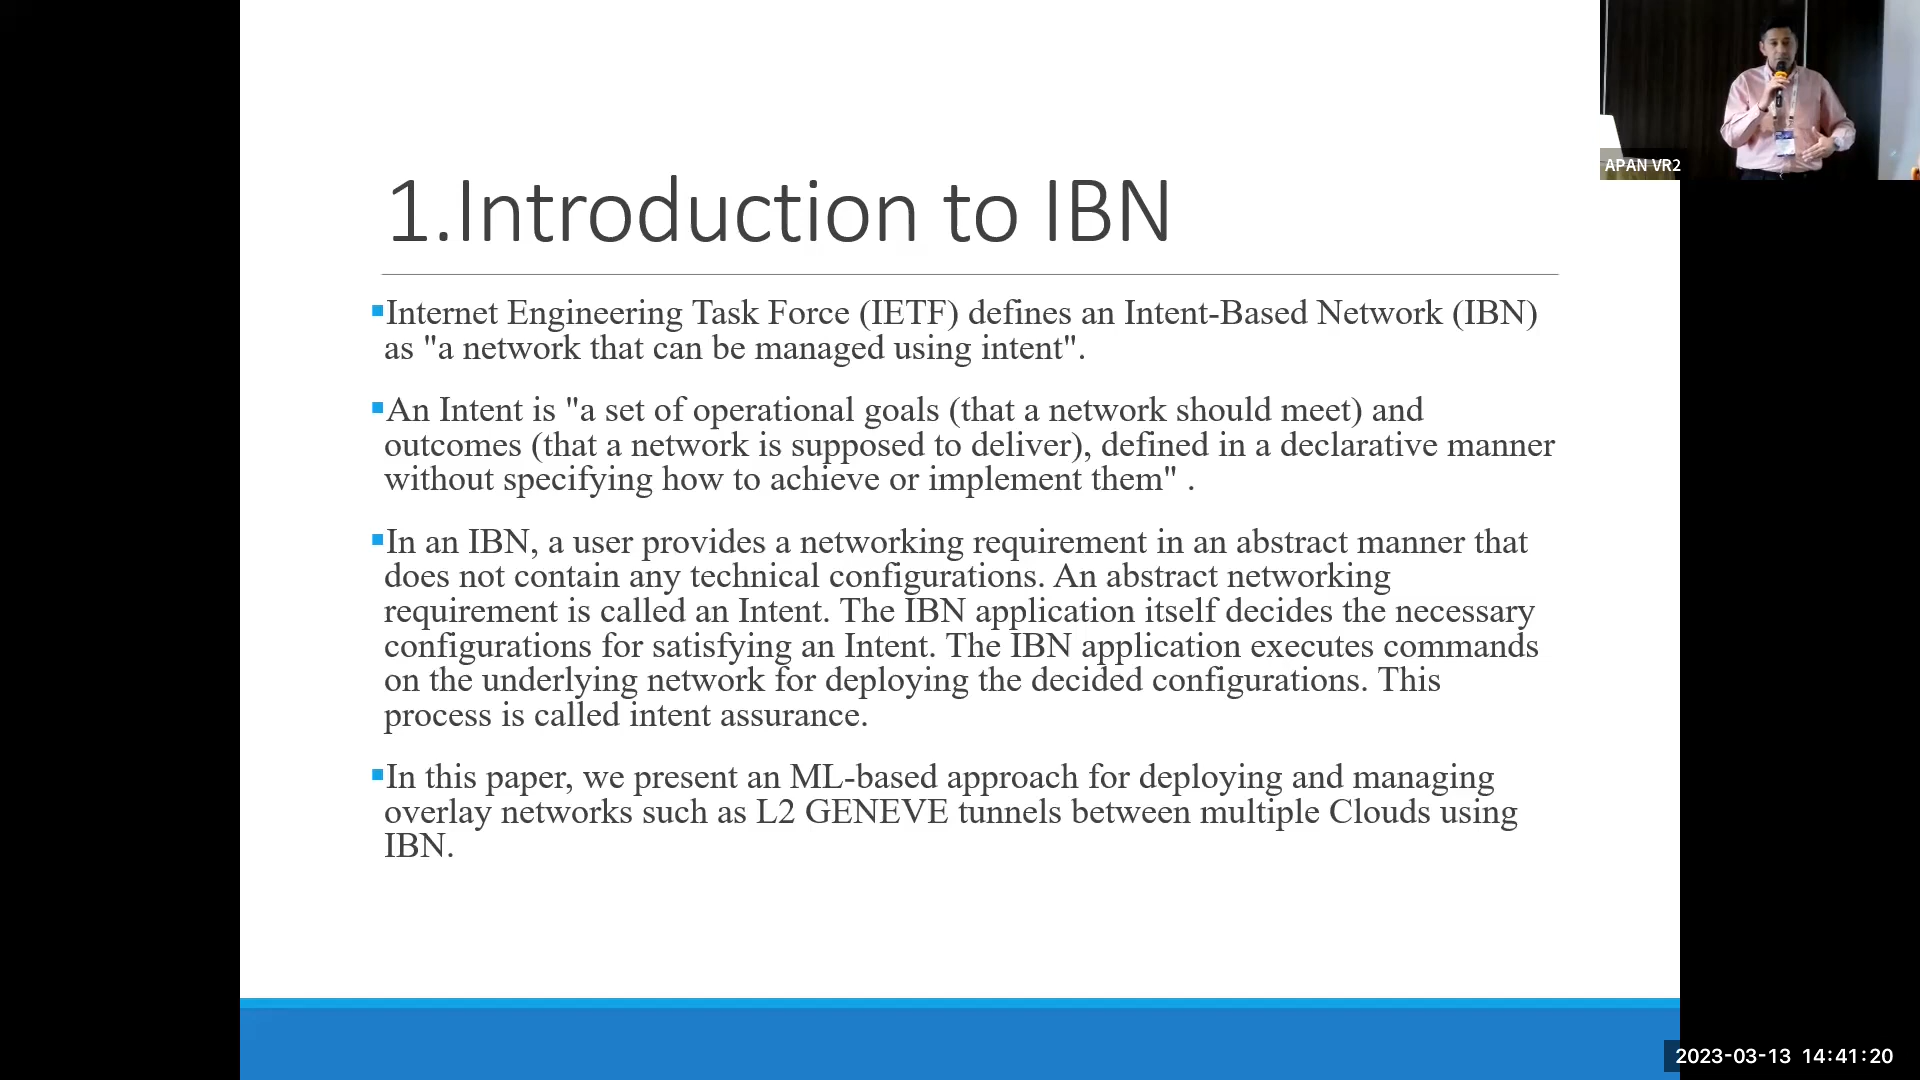 APAN VR2
1.Introduction to IBN
▪Internet Engineering Task Force (IETF) defines an Intent-Based Network (IBN)
as "a network that can be managed using intent".
▪An Intent is "a set of operational goals (that a network should meet) and
outcomes (that a network is supposed to deliver), defined in a declarative manner
without specifying how to achieve or implement them" .
▪In an IBN, a user provides a networking requirement in an abstract manner that
does not contain any technical configurations. An abstract networking
requirement is called an Intent. The IBN application itself decides the necessary
configurations for satisfying an Intent. The IBN application executes commands
on the underlying network for deploying the decided configurations. This
process is called intent assurance.
▪In this paper, we present an ML-based approach for deploying and managing
overlay networks such as L2 GENEVE tunnels between multiple Clouds using
IBN.
2023-03-13 14:41:20